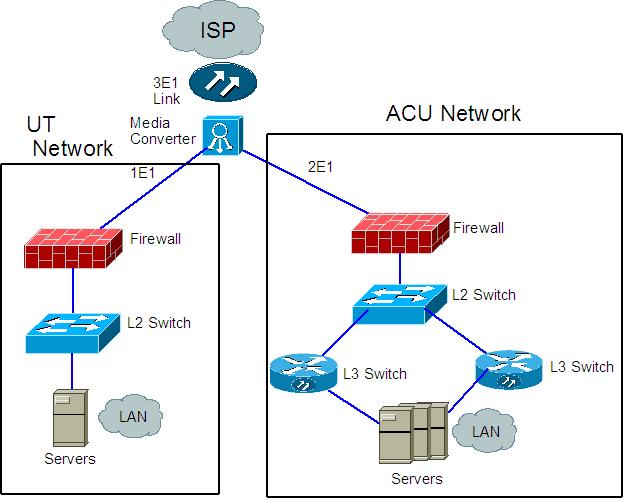 ISP
3E1
Link
Media
Converter
UT
Network
ACU Network
1E1
2E1
Firewall
Firewall
L2 Switch
L2 Switch
L3 Switch
L3 Switch
LAN
LAN
Servers
Servers